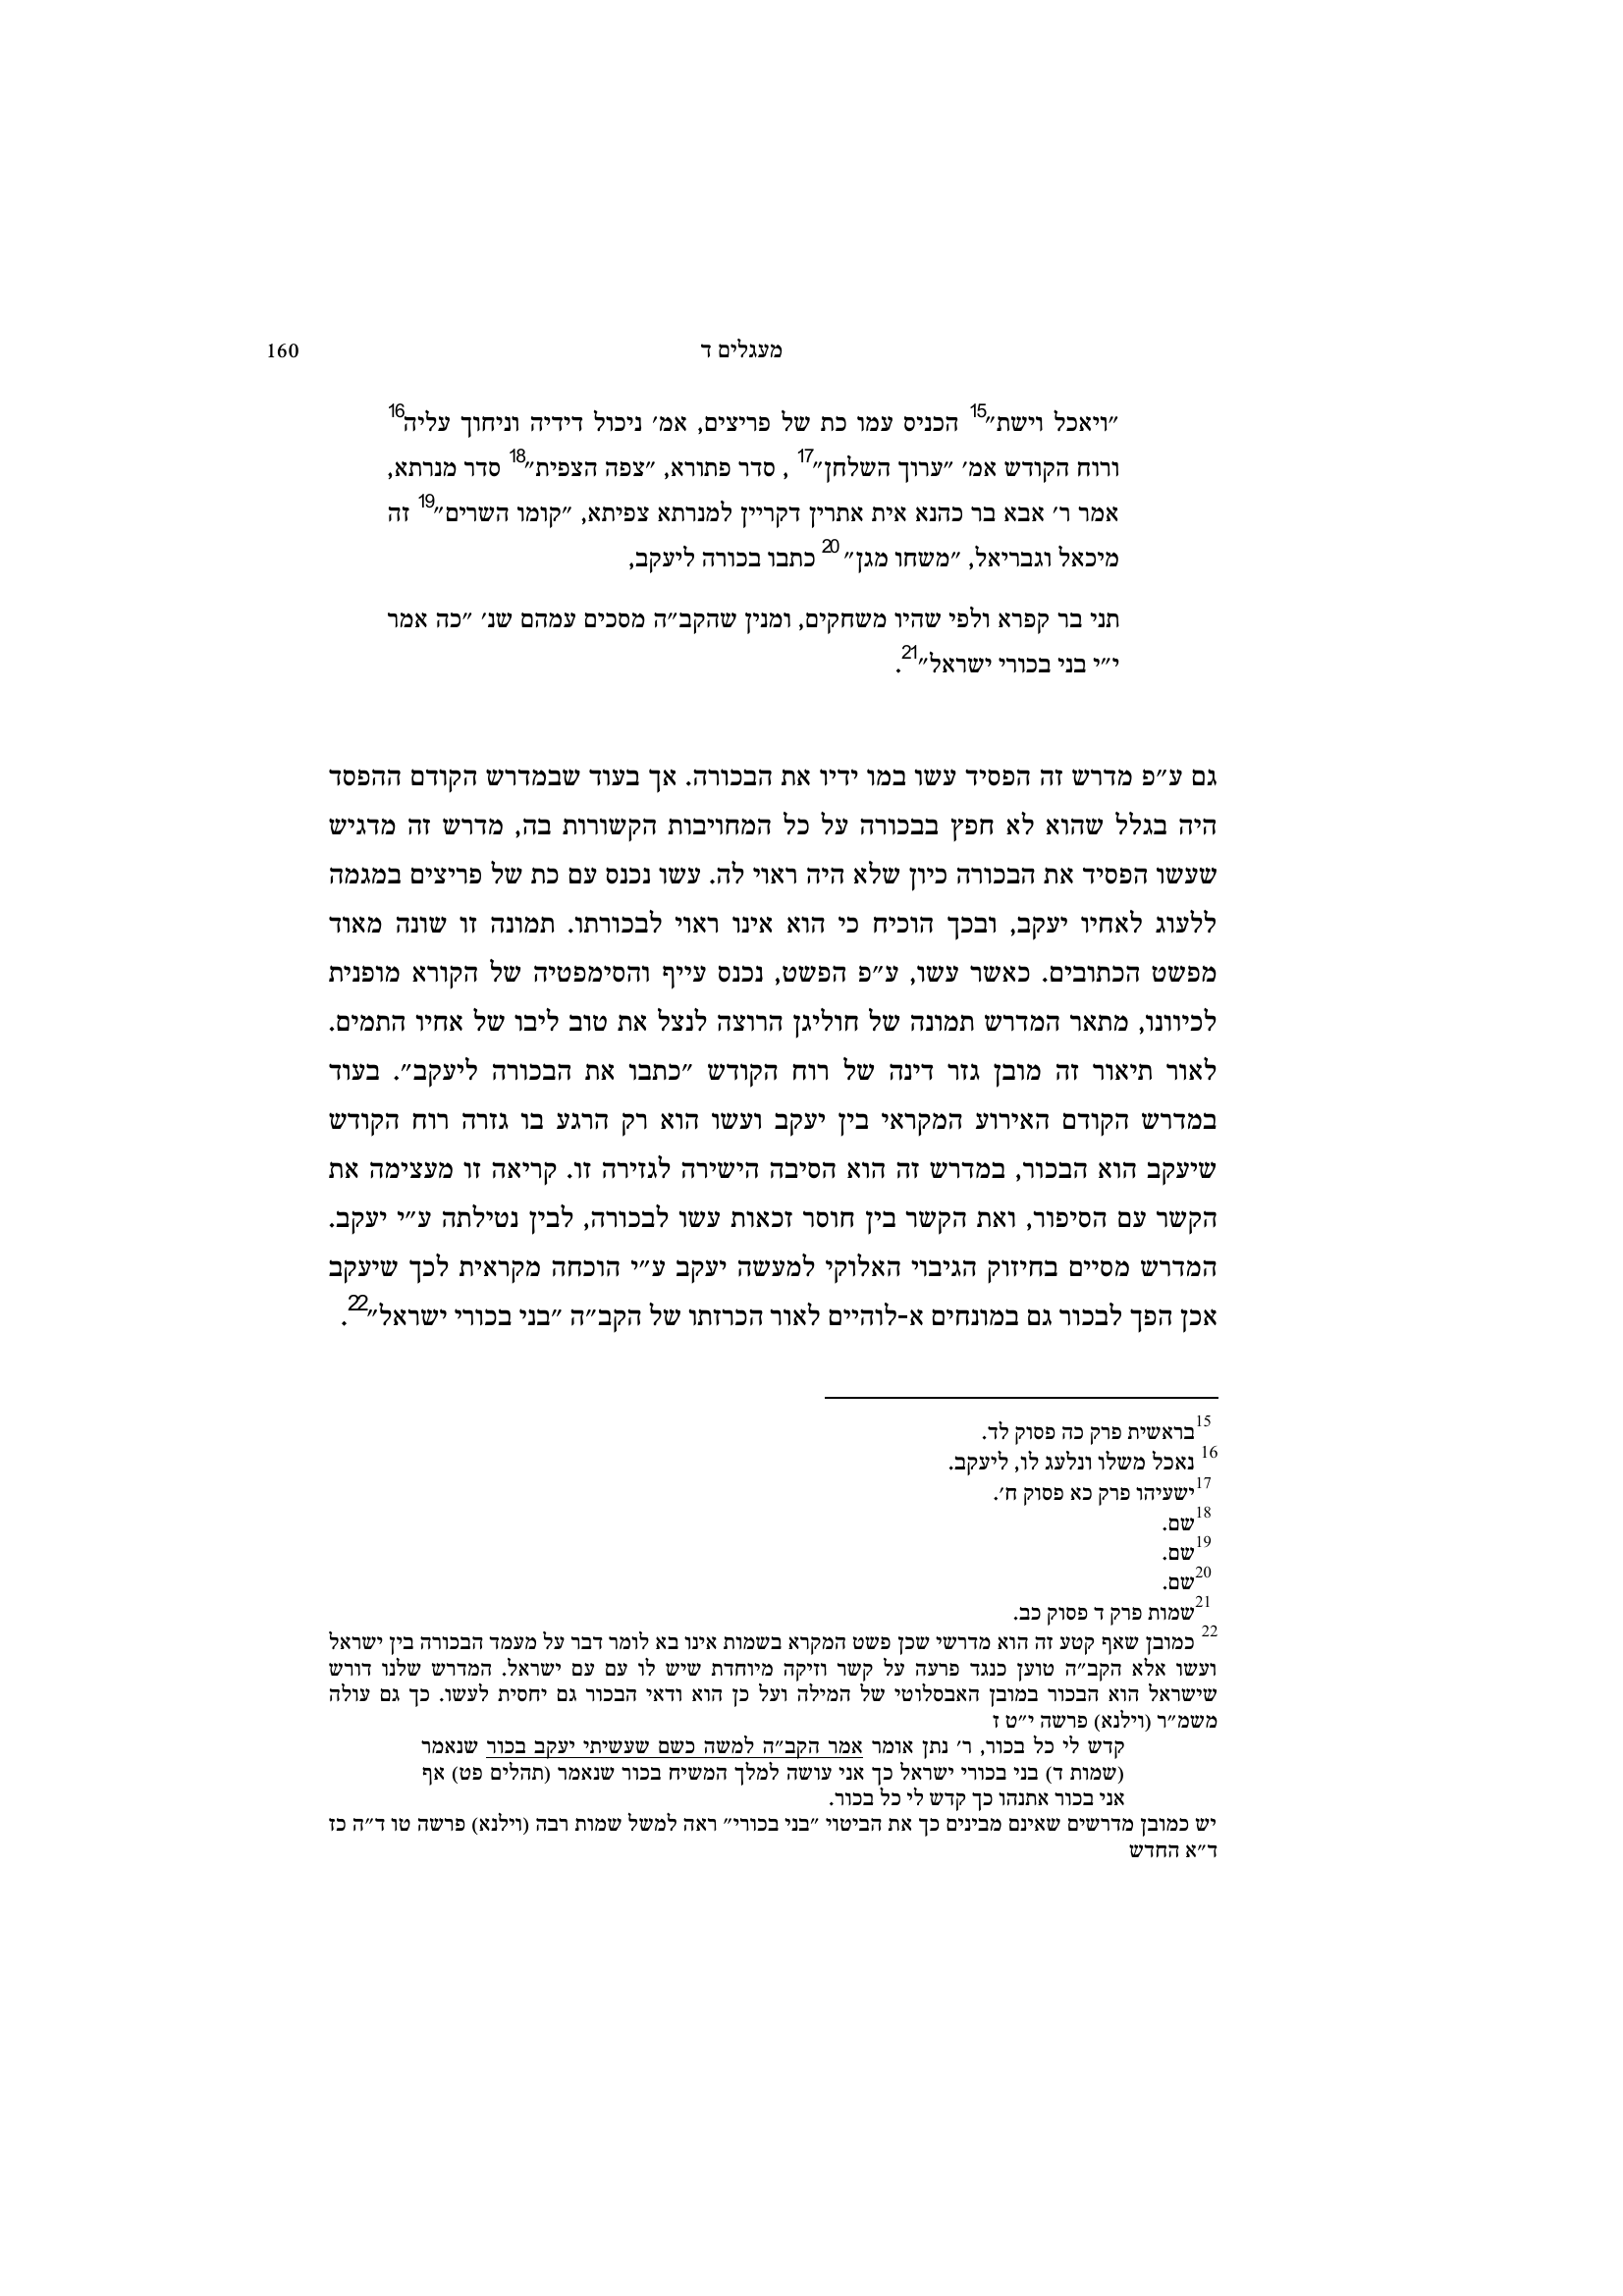 מעגלים ד 160
״ויאכל וישת״15 הכניס עמו כת של פריצים, אמ׳ ניכול דידיה וניחוך עליה16
ורוח הקודש אמ׳ ״ערוך השלחן״17 , סדר פתורא, ״צפה הצפית״18 סדר מנרתא,
אמר ר׳ אבא בר כהנא אית אתרין דקריין למנרתא צפיתא, ״קומו השרים״19 זה
מיכאל וגבריאל, ״משחו מגן״ 20 כתבו בכורה ליעקב,
תני בר קפרא ולפי שהיו משחקים, ומנין שהקב״ה מסכים עמהם שנ׳ ״כה אמר
י״י בני בכורי ישראל״21.
גם ע״פ מדרש זה הפסיד עשו במו ידיו את הבכורה. אך בעוד שבמדרש הקודם ההפסד
היה בגלל שהוא לא חפץ בבכורה על כל המחויבות הקשורות בה, מדרש זה מדגיש
שעשו הפסיד את הבכורה כיון שלא היה ראוי לה. עשו נכנס עם כת של פריצים במגמה
ללעוג לאחיו יעקב, ובכך הוכיח כי הוא אינו ראוי לבכורתו. תמונה זו שונה מאוד
מפשט הכתובים. כאשר עשו, ע״פ הפשט, נכנס עייף והסימפטיה של הקורא מופנית
לכיוונו, מתאר המדרש תמונה של חוליגן הרוצה לנצל את טוב ליבו של אחיו התמים.
לאור תיאור זה מובן גזר דינה של רוח הקודש ״כתבו את הבכורה ליעקב״. בעוד
במדרש הקודם האירוע המקראי בין יעקב ועשו הוא רק הרגע בו גזרה רוח הקודש
שיעקב הוא הבכור, במדרש זה הוא הסיבה הישירה לגזירה זו. קריאה זו מעצימה את
הקשר עם הסיפור, ואת הקשר בין חוסר זכאות עשו לבכורה, לבין נטילתה ע״י יעקב.
המדרש מסיים בחיזוק הגיבוי האלוקי למעשה יעקב ע״י הוכחה מקראית לכך שיעקב
אכן הפך לבכור גם במונחים א-לוהיים לאור הכרזתו של הקב״ה ״בני בכורי ישראל״22.
15בראשית פרק כה פסוק לד.
16 נאכל משלו ונלעג לו, ליעקב.
17ישעיהו פרק כא פסוק ח׳.
18שם.
19שם.
20שם.
21שמות פרק ד פסוק כב.
22 כמובן שאף קטע זה הוא מדרשי שכן פשט המקרא בשמות אינו בא לומר דבר על מעמד הבכורה בין ישראל
ועשו אלא הקב״ה טוען כנגד פרעה על קשר וזיקה מיוחדת שיש לו עם עם ישראל. המדרש שלנו דורש
שישראל הוא הבכור במובן האבסלוטי של המילה ועל כן הוא ודאי הבכור גם יחסית לעשו. כך גם עולה
משמ״ר (וילנא) פרשה י״ט ז
קדש לי כל בכור, ר׳ נתן אומר אמר הקב״ה למשה כשם שעשיתי יעקב בכור שנאמר
(שמות ד) בני בכורי ישראל כך אני עושה למלך המשיח בכור שנאמר (תהלים פט) אף
אני בכור אתנהו כך קדש לי כל בכור.
יש כמובן מדרשים שאינם מבינים כך את הביטוי ״בני בכורי״ ראה למשל שמות רבה (וילנא) פרשה טו ד״ה כז
ד״א החדש